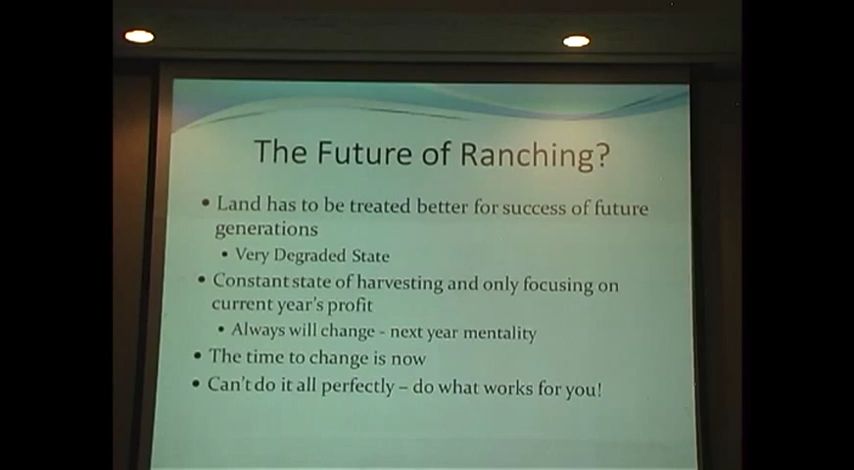 The Future of Ranching?
• Land has to be treated better for success of future
generations
• Very Degraded State
• Constant state of harvesting and only focusing on
current year's profit
• Always will change - next year mentality
• The time to change is now
• Can't do it all perfectly – do what works for you!